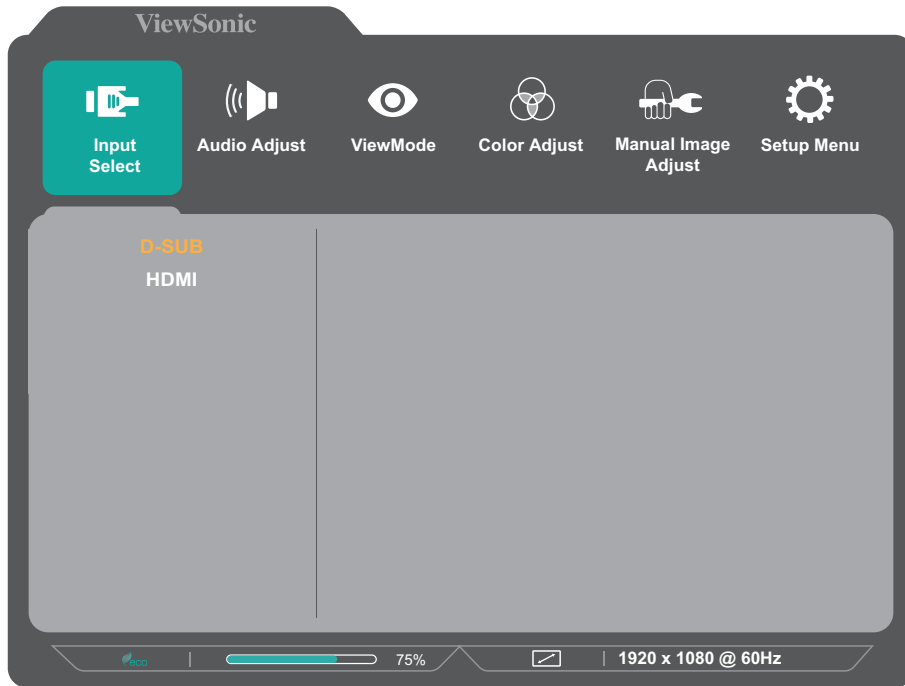 ViewSonic
Input
Select
Audio Adjust
ViewMode
Color Adjust
Manual Image
Adjust
Setup Menu
D-SUB
HDMI
eco
75%
1920 x 1080 @ 60Hz